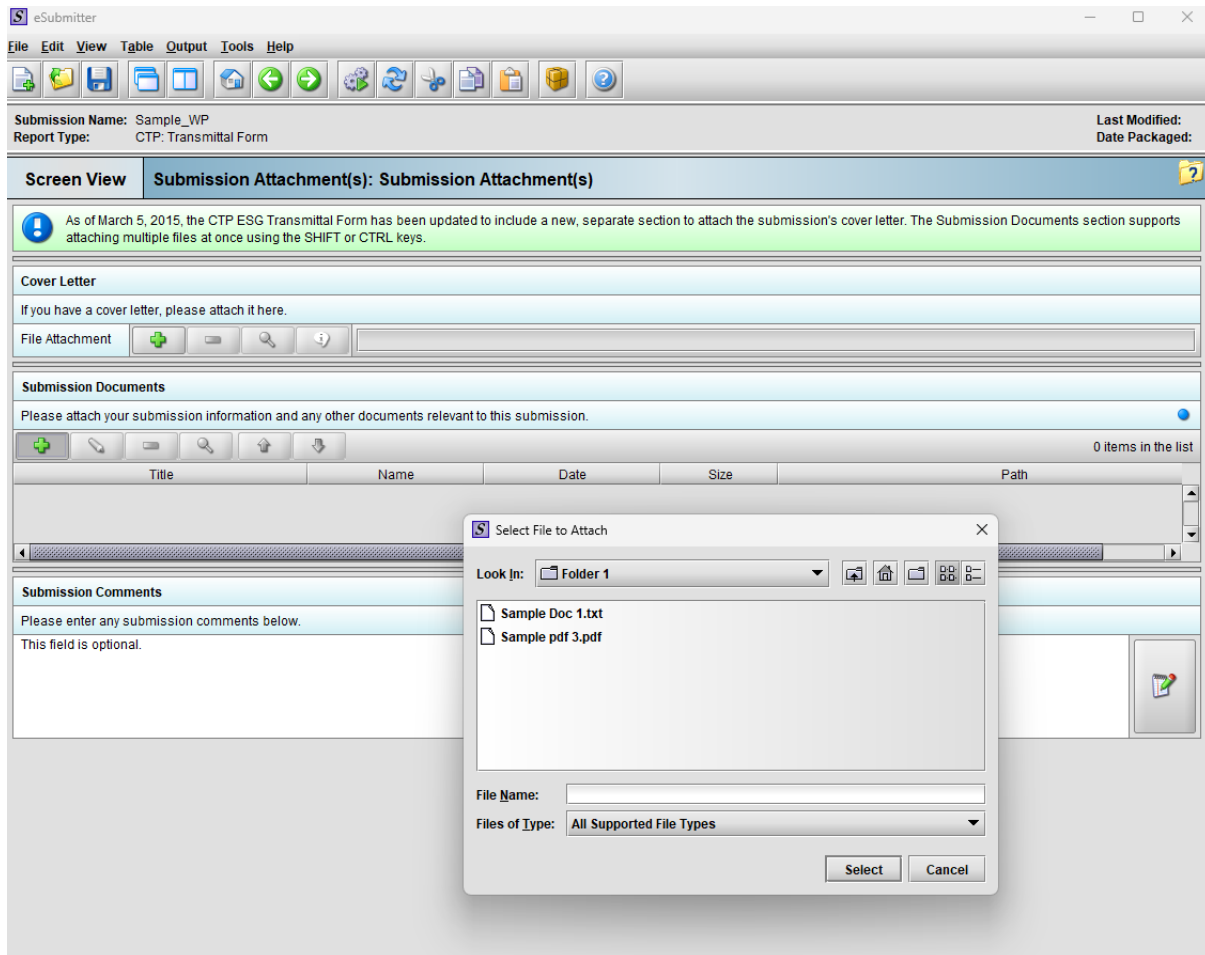 eSubmitter
File Edit View Table Output Tools Help
Submission Name: Sample_WP
Last Modified:
Report Type: CTP: Transmittal Form
Date Packaged:
Screen View
Submission Attachment(s): Submission Attachment(s)
As of March 5, 2015, the CTP ESG Transmittal Form has been updated to include a new, separate section to attach the submission's cover letter. The Submission Documents section supports
attaching multiple files at once using the SHIFT or CTRL keys.
Cover Letter
If you have a cover letter, please attach it here.
File Attachment
Submission Documents
Please attach your submission information and any other documents relevant to this submission.
0 items in the list
Title Name Date Size Path
Submission Comments
Please enter any submission comments below.
This field is optional.
Select File to Attach
Look In: Folder 1
Sample Doc 1.txt
Sample pdf 3.pdf
File Name:
Files of Type: All Supported File Types
Select Cancel